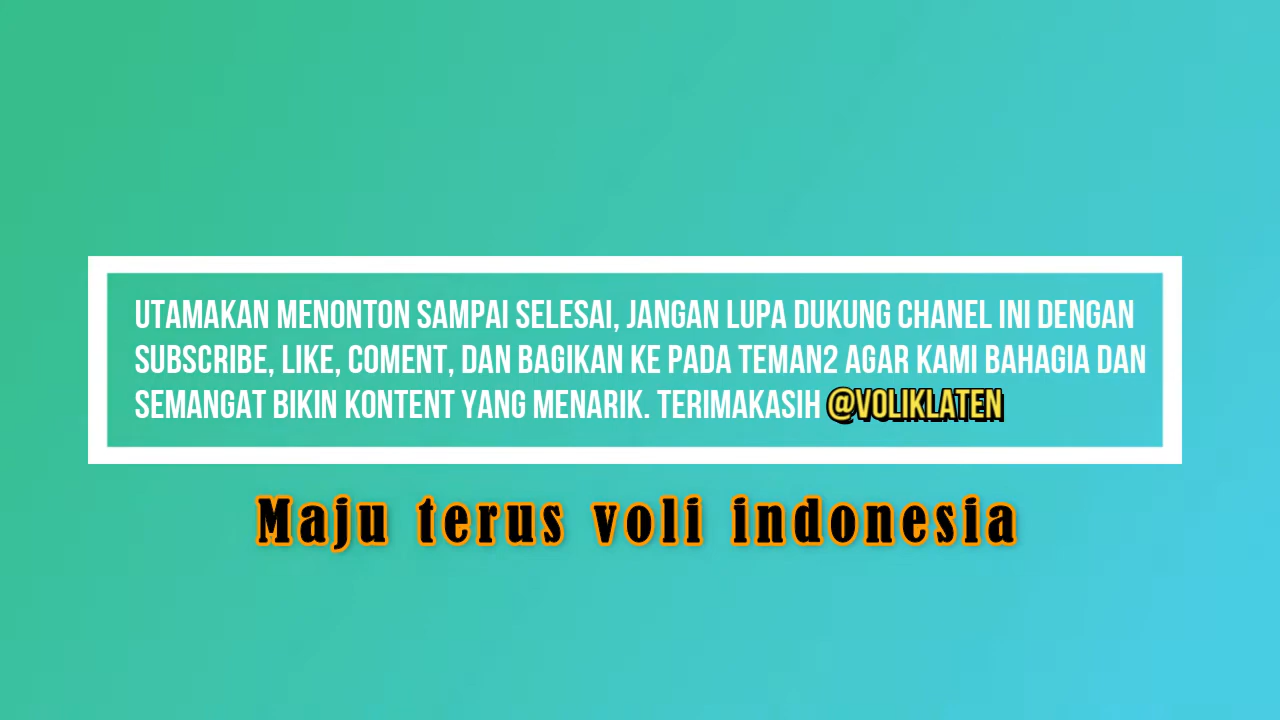 UTAMAKAN MENONTON SAMPAI SELESAI, JANGAN LUPA DUKUNG CHANEL INI DENGAN
SUBSCRIBE, LIKE, COMENT, DAN BAGIKAN KE PADA TEMAN2 AGAR KAMI BAHAGIA DAN
SEMANGAT BIKIN KONTENT YANG MENARIK. TERIMAKASIH @VOLIKLATEN
Maju terus voli indonesia